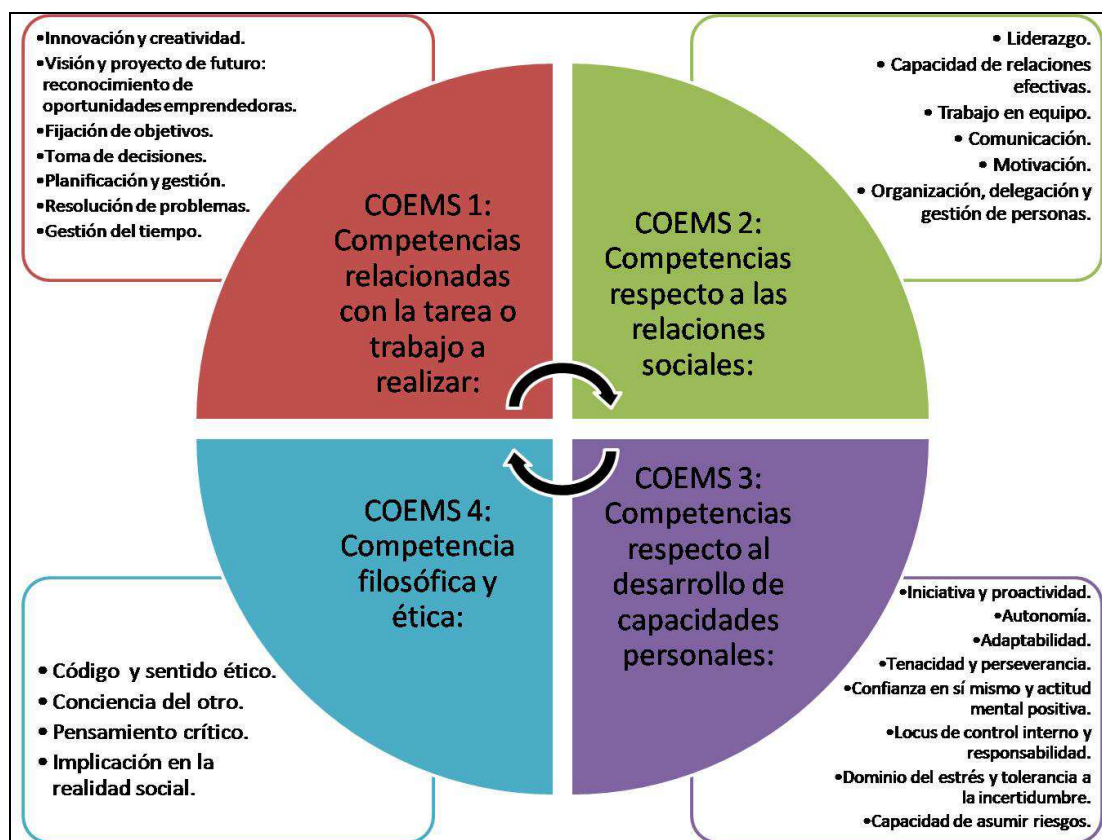 •Innovación y creatividad.
•Visión y proyecto de futuro:
reconocimiento de
oportunidades emprendedoras.
•Fijación de objetivos.
•Toma de decisiones.
•Planificación y gestión.
•Resolución de problemas.
•Gestión del tiempo.
• Liderazgo.
• Capacidad de relaciones
efectivas.
• Trabajo en equipo.
• Comunicación.
• Motivación.
• Organización, delegación y
gestión de personas.
COEMS 1:
Competencias
relacionadas
con la tarea o
trabajo a
realizar:
COEMS 2:
Competencias
respecto a las
relaciones
sociales:
COEMS 3:
Competencias
respecto al
desarrollo de
capacidades
personales:
COEMS 4:
Competencia
filosófica y
ética:
•Iniciativa y proactividad.
•Autonomía.
•Adaptabilidad.
•Tenacidad y perseverancia.
•Confianza en sí mismo y actitud
mental positiva.
•Locus de control interno y
responsabilidad.
•Dominio del estrés y tolerancia a
la incertidumbre.
•Capacidad de asumir riesgos.
• Código y sentido ético.
• Conciencia del otro.
• Pensamiento crítico.
• Implicación en la
realidad social.